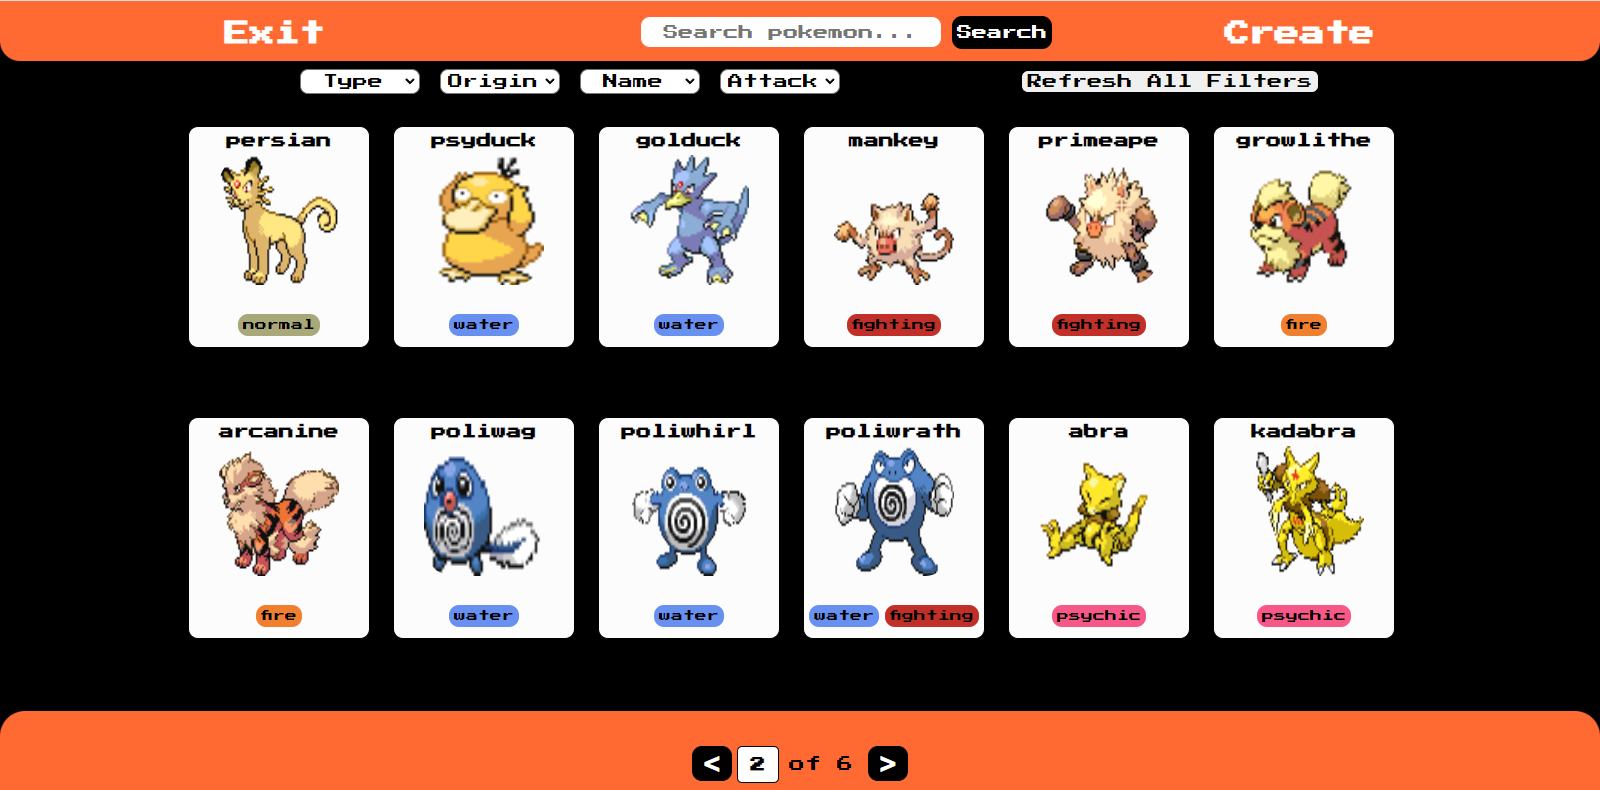 Exit Search pokemon... Search Create
Type Origin Name Attack Refresh All Filters
persian psyduck golduck mankey primeape growlithe
normal water water fighting fighting fire
arcanine poliwag poliwhirl poliwrath abra kadabra
fire water water water fighting psychic psychic
< 2 of 6 >